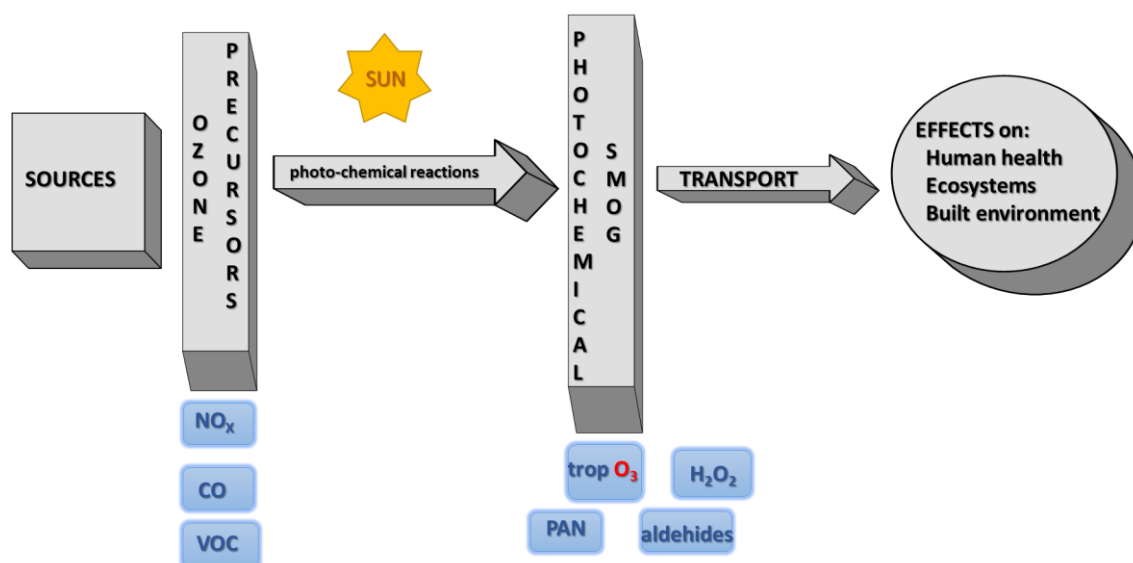 SOURCES
OZONE
PRECURSORS
SUN
photo-chemical reactions
PHOTOCHEMICAL
SMOG
TRANSPORT
EFFECTS on:
Human health
Ecosystems
Built environment
NOX
CO
VOC
trop O3
H2O2
PAN
aldehides